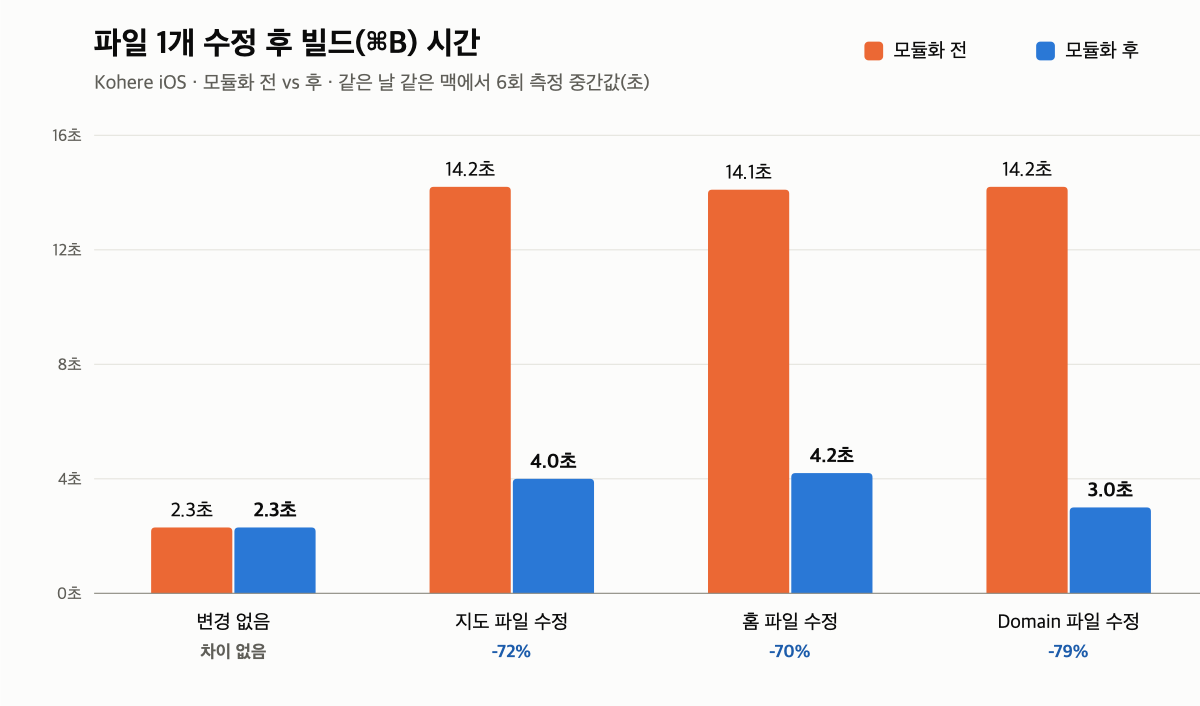 파일 1개 수정 후 빌드(⌘B) 시간
모듈화 전
모듈화 후
Kohere iOS · 모듈화 전 vs 후 · 같은 날 같은 맥에서 6회 측정 중간값(초)
16초
12초
8초
4초
0초
2.3초
2.3초
14.2초
4.0초
14.1초
4.2초
14.2초
3.0초
변경 없음
지도 파일 수정
홈 파일 수정
Domain 파일 수정
차이 없음
-72%
-70%
-79%